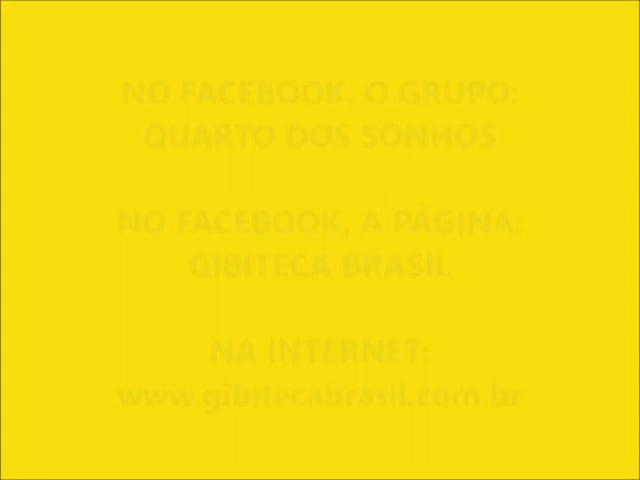 NO FACEBOOK, O GRUPO:
QUARTO DOS SONHOS
NO FACEBOOK, A PÁGINA:
GIBITECA BRASIL
NA INTERNET:
www.gibitecabrasil.com.br